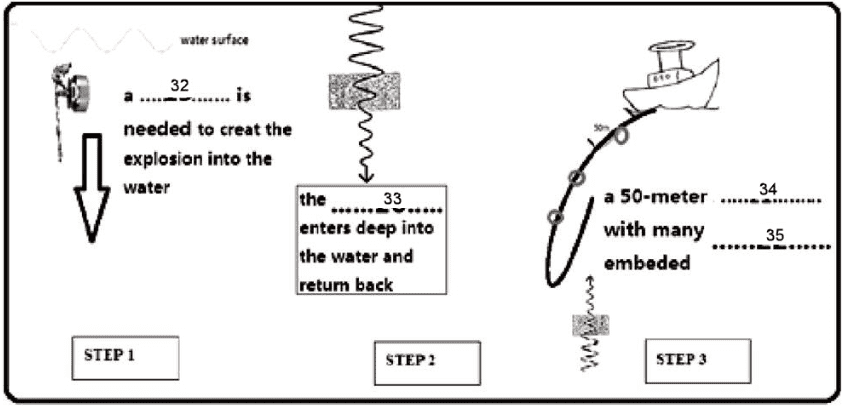 water surface
a ....32.... is
needed to creat the
explosion into the
water
STEP 1
the ....33....
enters deep into
the water and
return back
STEP 2
50m
a 50-meter ....34....
with many ....35....
embeded
STEP 3